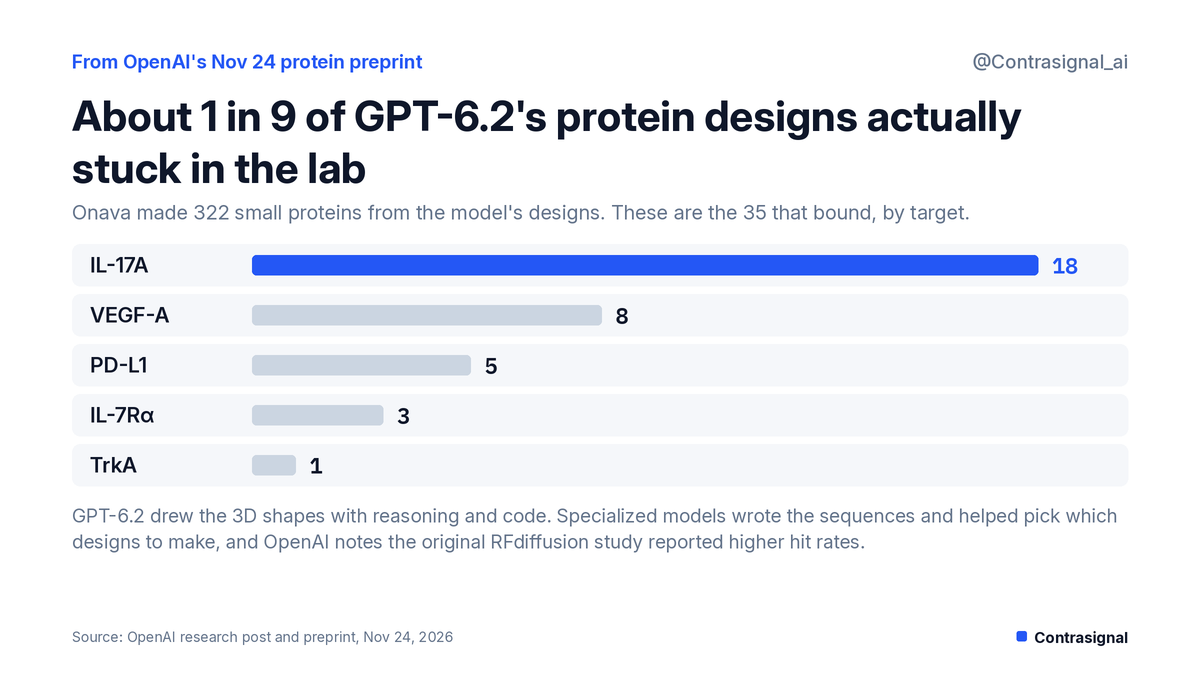 From OpenAI's Nov 24 protein preprint
@Contrasignal_ai
About 1 in 9 of GPT-6.2's protein designs actually
stuck in the lab
Onava made 322 small proteins from the model's designs. These are the 35 that bound, by target.
IL-17A 18
VEGF-A 8
PD-L1 5
IL-7Rα 3
TrkA 1
GPT-6.2 drew the 3D shapes with reasoning and code. Specialized models wrote the sequences and helped pick which
designs to make, and OpenAI notes the original RFdiffusion study reported higher hit rates.
Source: OpenAI research post and preprint, Nov 24, 2026
Contrasignal